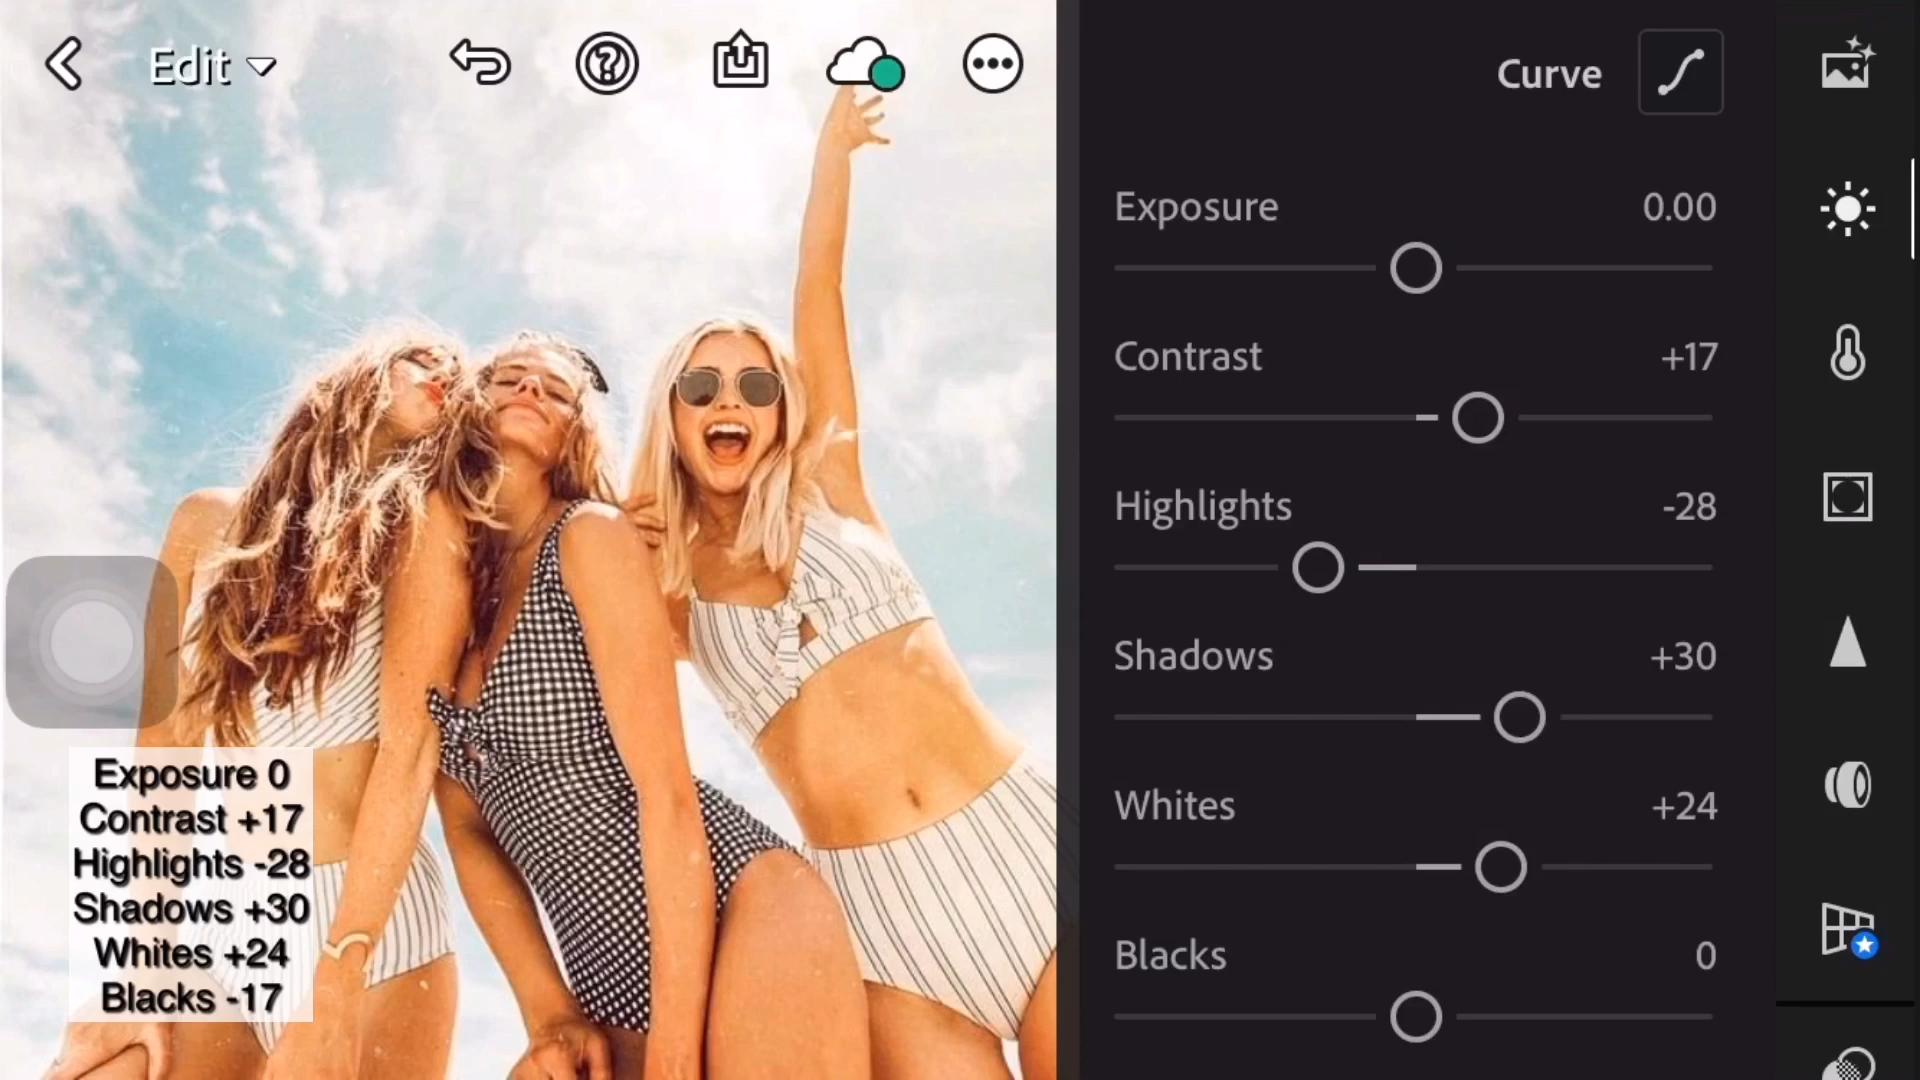 Edit
Curve
Exposure 0.00
Contrast +17
Highlights -28
Shadows +30
Whites +24
Blacks 0
Exposure 0
Contrast +17
Highlights -28
Shadows +30
Whites +24
Blacks -17